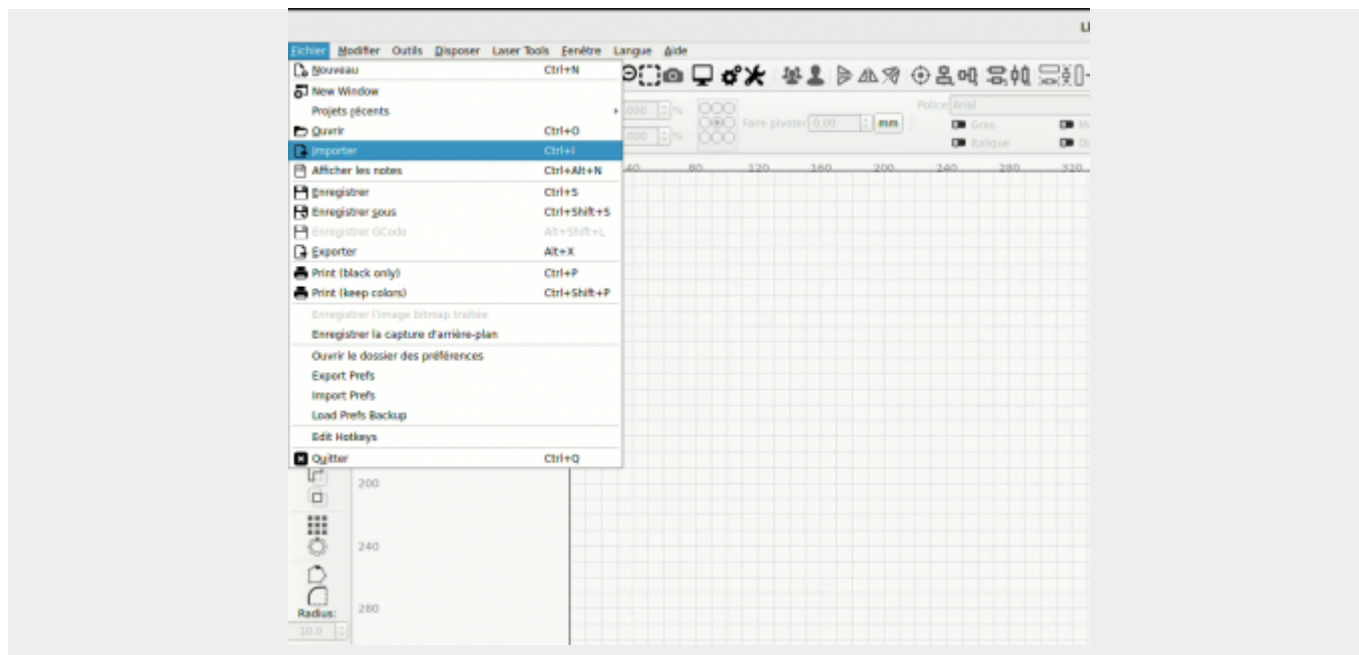 Fichier Modifier Outils Disposer Laser Tools Fenêtre Langue Aide
Nouveau Ctrl+N
New Window
Projets récents
Ouvrir Ctrl+O
Importer Ctrl+I
Afficher les notes Ctrl+Alt+N
Enregistrer Ctrl+S
Enregistrer sous Ctrl+Shift+S
Enregistrer GCode Alt+Shift+L
Exporter Alt+X
Print (black only) Ctrl+P
Print (keep colors) Ctrl+Shift+P
Enregistrer l'image bitmap traitée
Enregistrer la capture d'arrière-plan
Ouvrir le dossier des préférences
Export Prefs
Import Prefs
Load Prefs Backup
Edit Hotkeys
Quitter Ctrl+Q
%
%
Faire pivoter 0,00 mm
Police Arial
Gras
Italique
80 120 160 200 240 280 320
200
240
280
Radius:
10.0